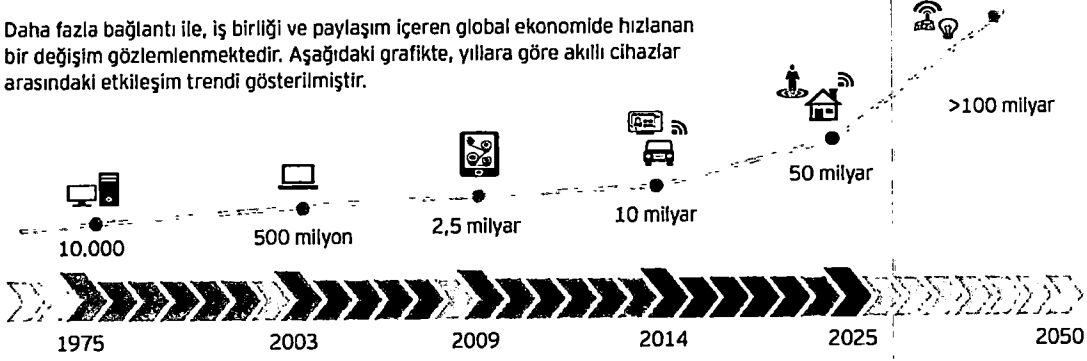 Daha fazla bağlantı ile, iş birliği ve paylaşım içeren global ekonomide hızlanan
bir değişim gözlemlenmektedir. Aşağıdaki grafikte, yıllara göre akıllı cihazlar
arasındaki etkileşim trendi gösterilmiştir.
>100 milyar
50 milyar
10 milyar
2,5 milyar
500 milyon
10.000
1975
2003
2009
2014
2025
2050